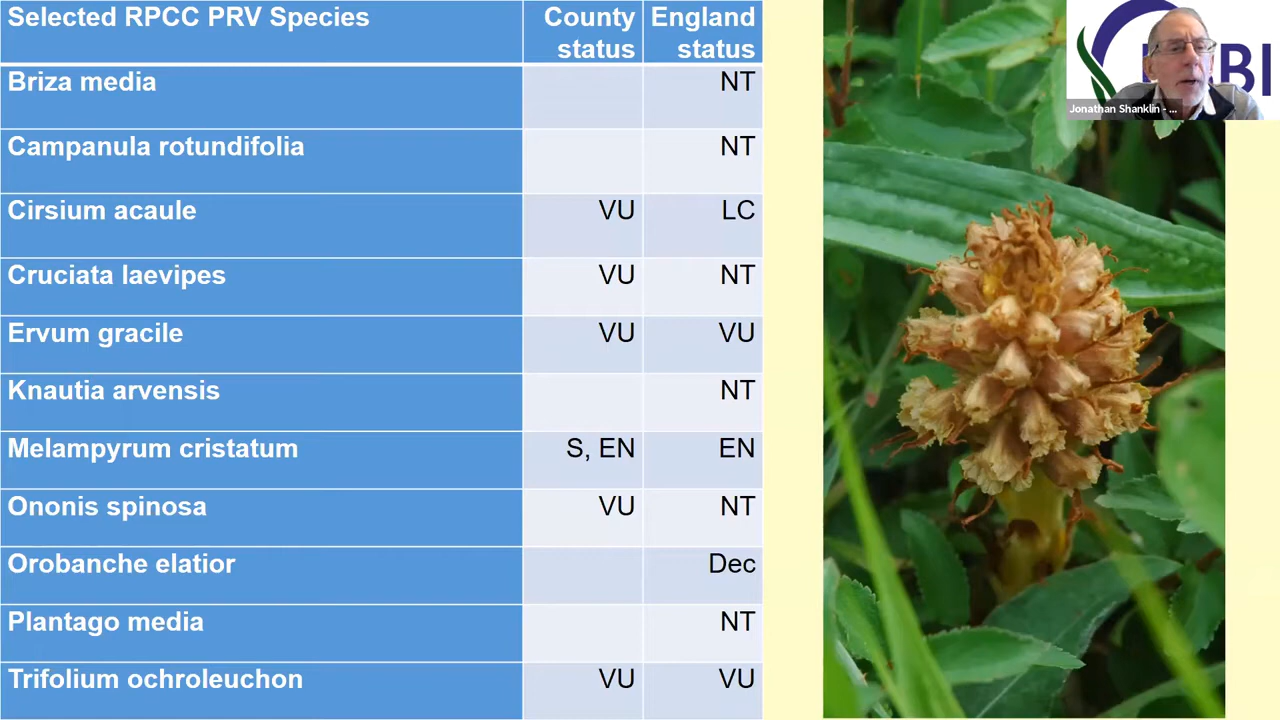 Selected RPCC PRV Species County England
status status
Briza media NT
Campanula rotundifolia NT
Cirsium acaule VU LC
Cruciata laevipes VU NT
Ervum gracile VU VU
Knautia arvensis NT
Melampyrum cristatum S, EN EN
Ononis spinosa VU NT
Orobanche elatior Dec
Plantago media NT
Trifolium ochroleuchon VU VU
BI
Jonathan Shanklin - ...